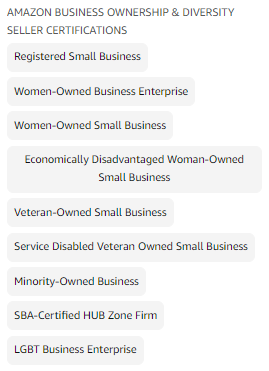 AMAZON BUSINESS OWNERSHIP & DIVERSITY
SELLER CERTIFICATIONS
Registered Small Business
Women-Owned Business Enterprise
Women-Owned Small Business
Economically Disadvantaged Woman-Owned
Small Business
Veteran-Owned Small Business
Service Disabled Veteran Owned Small Business
Minority-Owned Business
SBA-Certified HUB Zone Firm
LGBT Business Enterprise